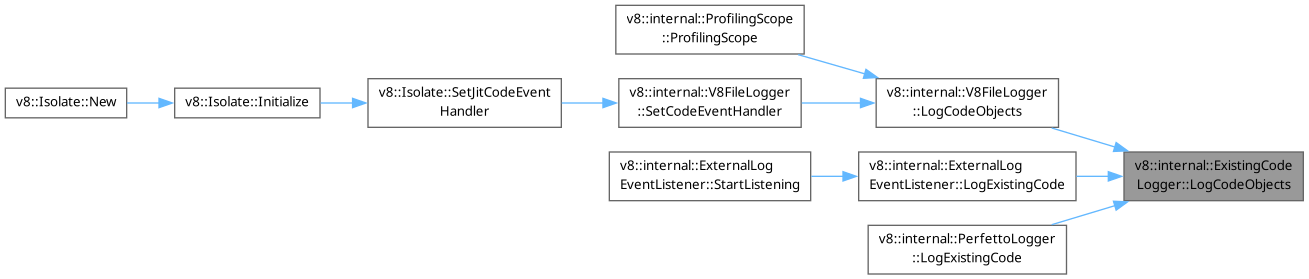 v8::internal::ProfilingScope
::ProfilingScope
v8::Isolate::New
v8::Isolate::Initialize
v8::Isolate::SetJitCodeEvent
Handler
v8::internal::V8FileLogger
::SetCodeEventHandler
v8::internal::V8FileLogger
::LogCodeObjects
v8::internal::ExternalLog
EventListener::StartListening
v8::internal::ExternalLog
EventListener::LogExistingCode
v8::internal::ExistingCode
Logger::LogCodeObjects
v8::internal::PerfettoLogger
::LogExistingCode